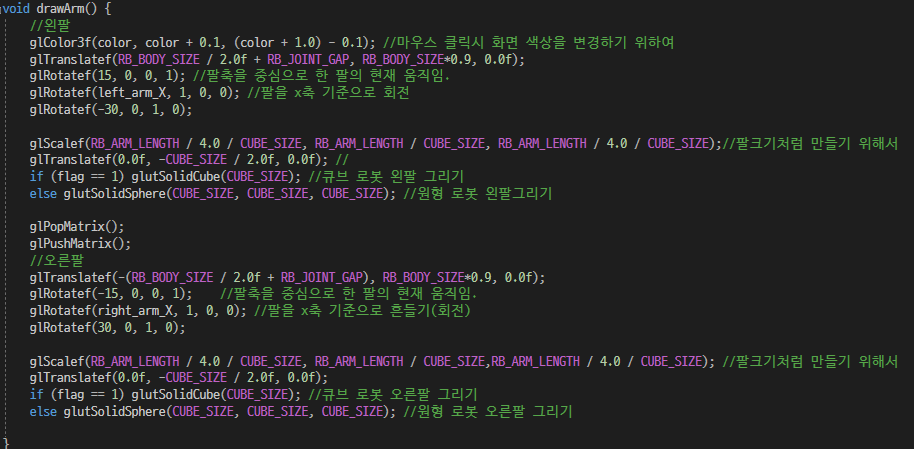 void drawArm() {
//왼팔
glColor3f(color, color + 0.1, (color + 1.0) - 0.1); //마우스 클릭시 화면 색상을 변경하기 위하여
glTranslatef(RB_BODY_SIZE / 2.0f + RB_JOINT_GAP, RB_BODY_SIZE*0.9, 0.0f);
glRotatef(15, 0, 0, 1); //팔축을 중심으로 한 팔의 현재 움직임.
glRotatef(left_arm_X, 1, 0, 0); //팔을 x축 기준으로 회전
glRotatef(-30, 0, 1, 0);
glScalef(RB_ARM_LENGTH / 4.0 / CUBE_SIZE, RB_ARM_LENGTH / CUBE_SIZE, RB_ARM_LENGTH / 4.0 / CUBE_SIZE);//팔크기처럼 만들기 위해서
glTranslatef(0.0f, -CUBE_SIZE / 2.0f, 0.0f); //
if (flag == 1) glutSolidCube(CUBE_SIZE); //큐브 로봇 왼팔 그리기
else glutSolidSphere(CUBE_SIZE, CUBE_SIZE, CUBE_SIZE); //원형 로봇 왼팔그리기
glPopMatrix();
glPushMatrix();
//오른팔
glTranslatef(-(RB_BODY_SIZE / 2.0f + RB_JOINT_GAP), RB_BODY_SIZE*0.9, 0.0f);
glRotatef(-15, 0, 0, 1); //팔축을 중심으로 한 팔의 현재 움직임.
glRotatef(right_arm_X, 1, 0, 0); //팔을 x축 기준으로 흔들기(회전)
glRotatef(30, 0, 1, 0);
glScalef(RB_ARM_LENGTH / 4.0 / CUBE_SIZE, RB_ARM_LENGTH / CUBE_SIZE,RB_ARM_LENGTH / 4.0 / CUBE_SIZE); //팔크기처럼 만들기 위해서
glTranslatef(0.0f, -CUBE_SIZE / 2.0f, 0.0f);
if (flag == 1) glutSolidCube(CUBE_SIZE); //큐브 로봇 오른팔 그리기
else glutSolidSphere(CUBE_SIZE, CUBE_SIZE, CUBE_SIZE); //원형 로봇 오른팔 그리기
}